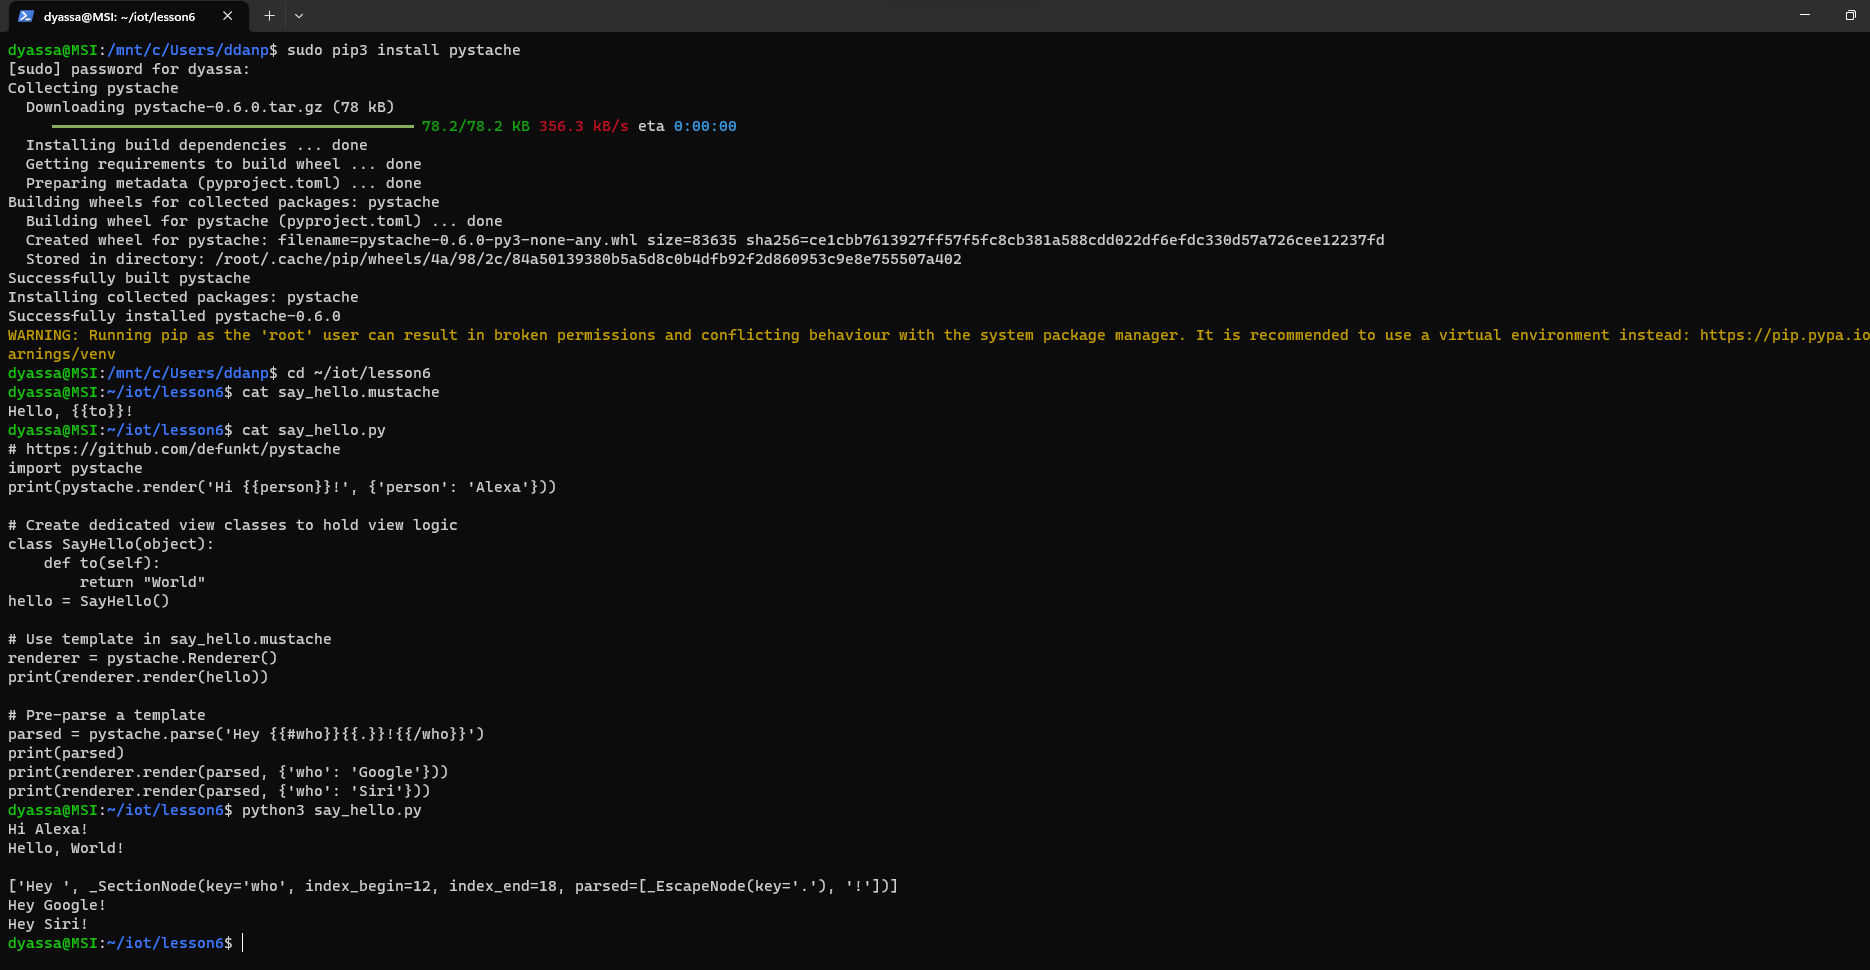 dyassa@MSI: ~/iot/lesson6
dyassa@MSI:/mnt/c/Users/ddanp$ sudo pip3 install pystache
[sudo] password for dyassa:
Collecting pystache
  Downloading pystache-0.6.0.tar.gz (78 kB)
78.2/78.2 KB 356.3 kB/s eta 0:00:00
  Installing build dependencies ... done
  Getting requirements to build wheel ... done
  Preparing metadata (pyproject.toml) ... done
Building wheels for collected packages: pystache
  Building wheel for pystache (pyproject.toml) ... done
  Created wheel for pystache: filename=pystache-0.6.0-py3-none-any.whl size=83635 sha256=ce1cbb7613927ff57f5fc8cb381a588cdd022df6efdc330d57a726cee12237fd
  Stored in directory: /root/.cache/pip/wheels/4a/98/2c/84a50139380b5a5d8c0b4dfb92f2d860953c9e8e755507a402
Successfully built pystache
Installing collected packages: pystache
Successfully installed pystache-0.6.0
WARNING: Running pip as the 'root' user can result in broken permissions and conflicting behaviour with the system package manager. It is recommended to use a virtual environment instead: https://pip.pypa.io
arnings/venv
dyassa@MSI:/mnt/c/Users/ddanp$ cd ~/iot/lesson6
dyassa@MSI:~/iot/lesson6$ cat say_hello.mustache
Hello, {{to}}!
dyassa@MSI:~/iot/lesson6$ cat say_hello.py
# https://github.com/defunkt/pystache
import pystache
print(pystache.render('Hi {{person}}!', {'person': 'Alexa'}))

# Create dedicated view classes to hold view logic
class SayHello(object):
    def to(self):
        return "World"
hello = SayHello()

# Use template in say_hello.mustache
renderer = pystache.Renderer()
print(renderer.render(hello))

# Pre-parse a template
parsed = pystache.parse('Hey {{#who}}{{.}}!{{/who}}')
print(parsed)
print(renderer.render(parsed, {'who': 'Google'}))
print(renderer.render(parsed, {'who': 'Siri'}))
dyassa@MSI:~/iot/lesson6$ python3 say_hello.py
Hi Alexa!
Hello, World!

['Hey ', _SectionNode(key='who', index_begin=12, index_end=18, parsed=[_EscapeNode(key='.'), '!'])]
Hey Google!
Hey Siri!
dyassa@MSI:~/iot/lesson6$